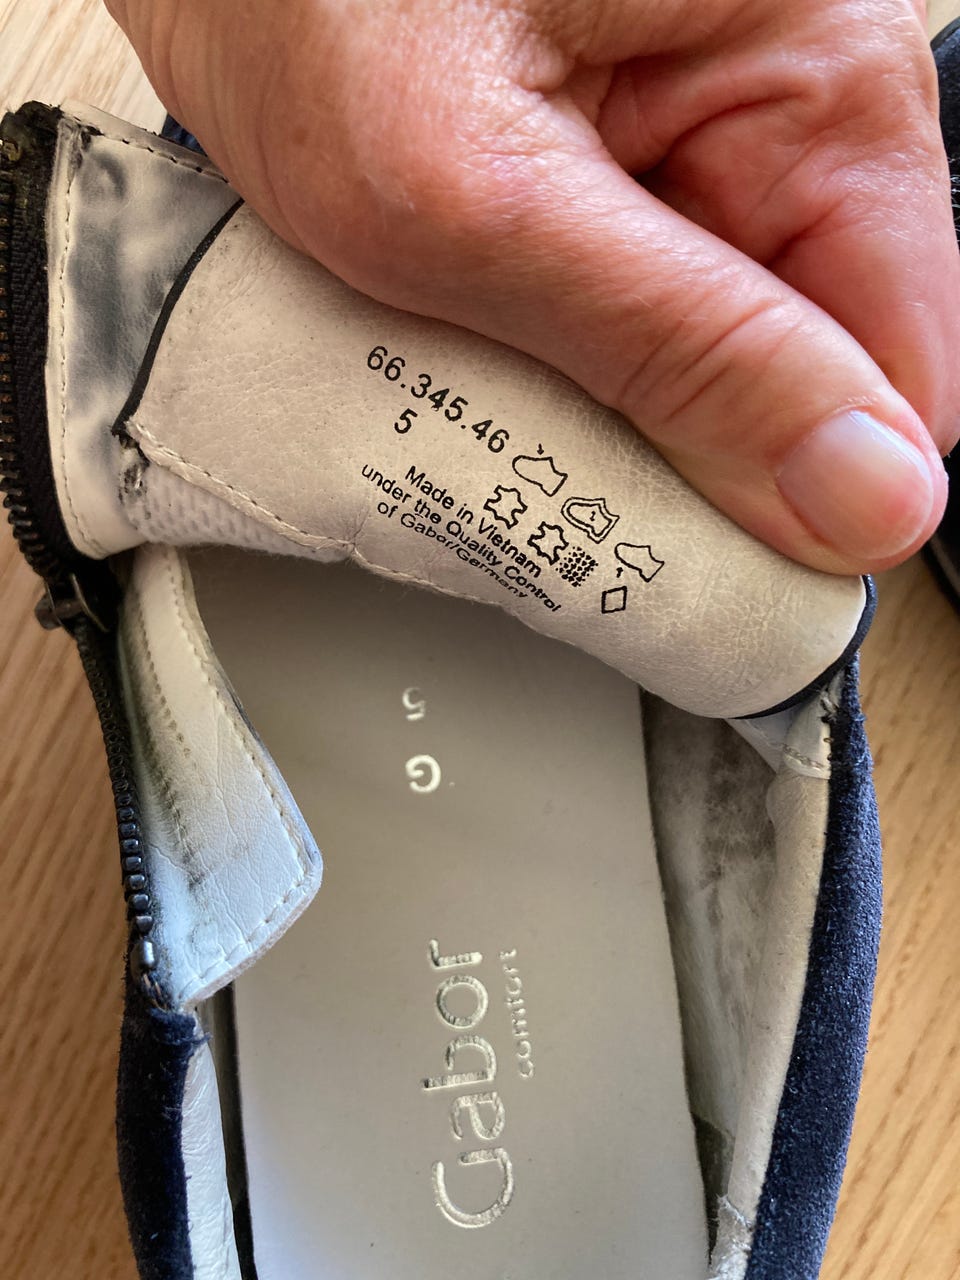 66.345.46
5
Made in Vietnam
under the Quality Control
of Gabor/Germany
5
G
Gabor
comfort